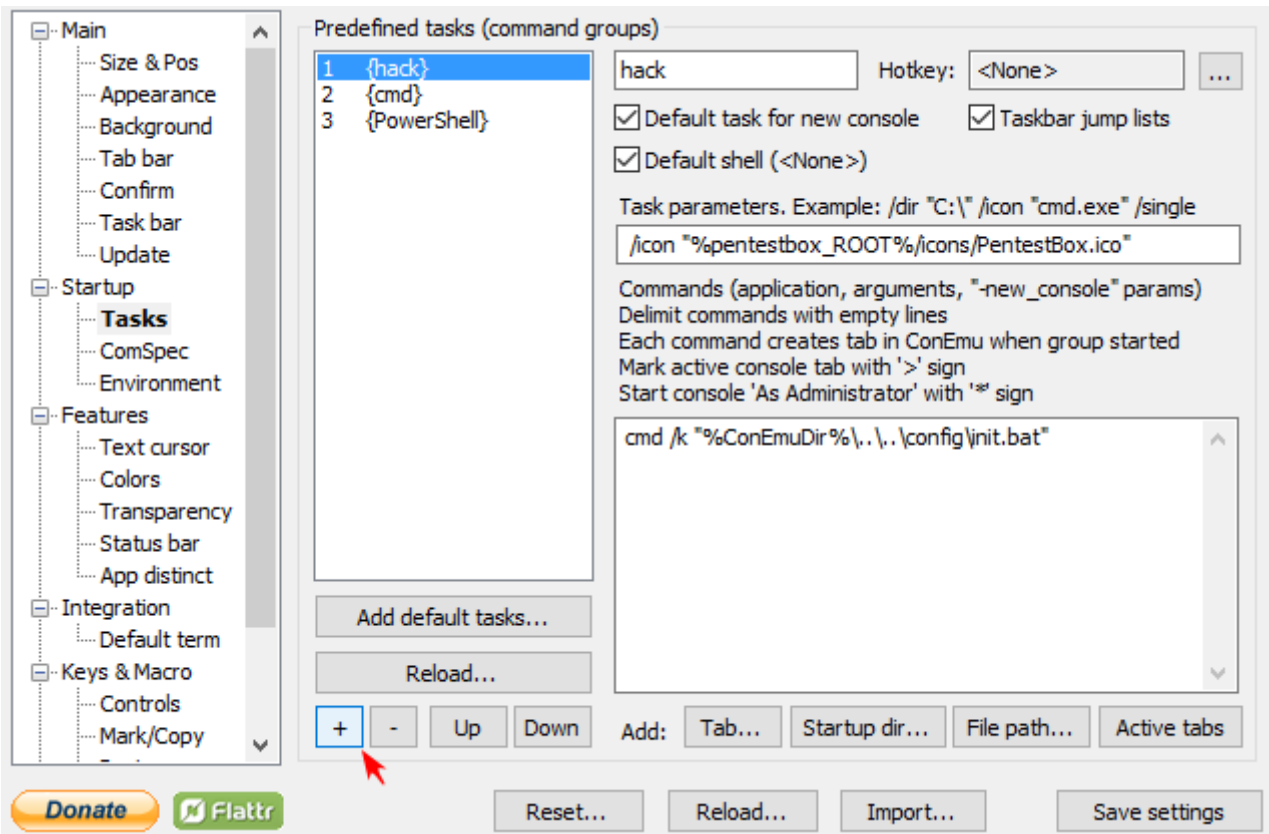 Main
Size & Pos
Appearance
Background
Tab bar
Confirm
Task bar
Update
Startup
Tasks
ComSpec
Environment
Features
Text cursor
Colors
Transparency
Status bar
App distinct
Integration
Default term
Keys & Macro
Controls
Mark/Copy
Predefined tasks (command groups)
1 {hack}
2 {cmd}
3 {PowerShell}
Add default tasks...
Reload...
+ - Up Down
hack Hotkey: <None> ...
Default task for new console Taskbar jump lists
Default shell (<None>)
Task parameters. Example: /dir "C:\" /icon "cmd.exe" /single
/icon "%pentestbox_ROOT%/icons/PentestBox.ico"
Commands (application, arguments, "-new_console" params)
Delimit commands with empty lines
Each command creates tab in ConEmu when group started
Mark active console tab with '>' sign
Start console 'As Administrator' with '*' sign
cmd /k "%ConEmuDir%\..\..\config\init.bat"
Add: Tab... Startup dir... File path... Active tabs
Donate Flattr Reset... Reload... Import... Save settings